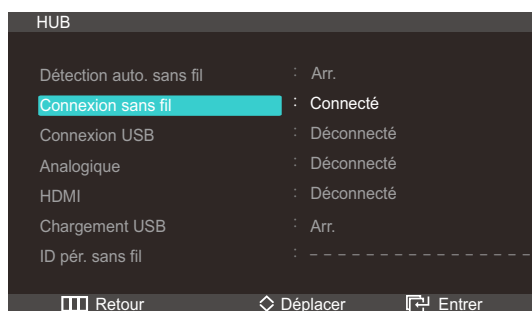 HUB
Détection auto. sans fil : Arr.
Connexion sans fil : Connecté
Connexion USB : Déconnecté
Analogique : Déconnecté
HDMI : Déconnecté
Chargement USB : Arr.
ID pér. sans fil : – – – – – – – – – – – – – – – – –
Retour Déplacer Entrer